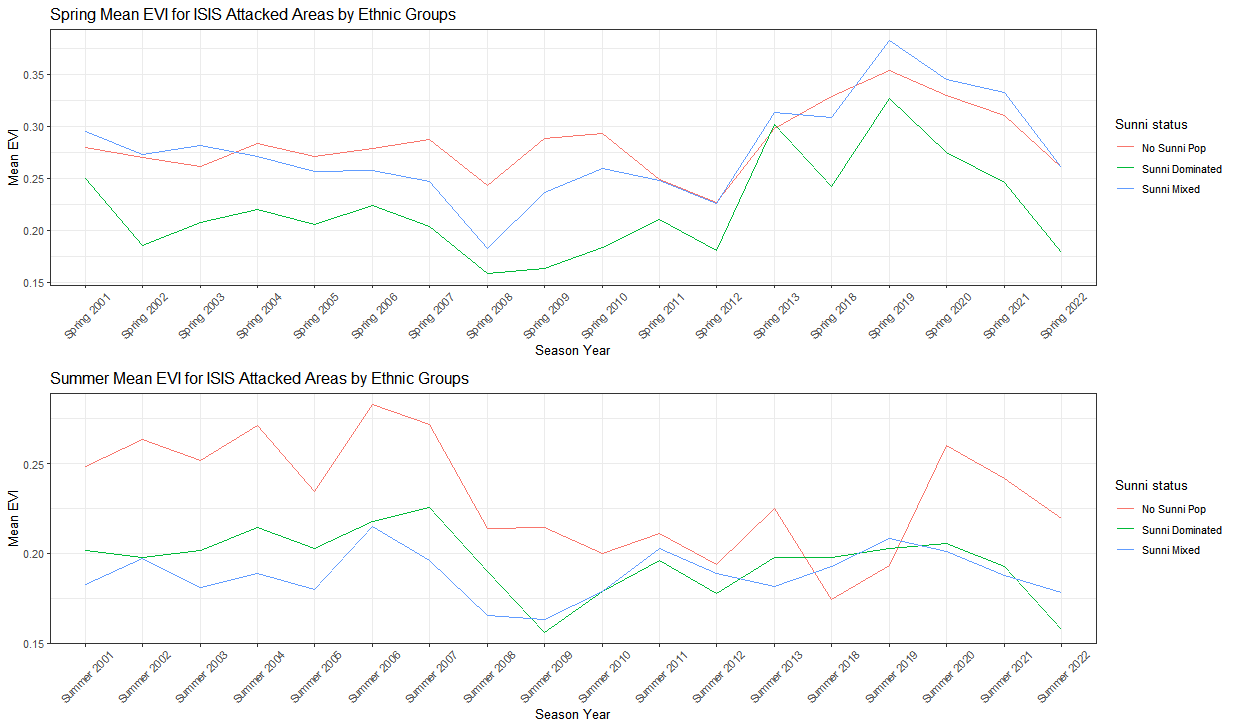 Spring Mean EVI for ISIS Attacked Areas by Ethnic Groups
0.35
0.30
0.25
0.20
0.15
Mean EVI
Spring 2001
Spring 2002
Spring 2003
Spring 2004
Spring 2005
Spring 2006
Spring 2007
Spring 2008
Spring 2009
Spring 2010
Spring 2011
Spring 2012
Spring 2013
Spring 2018
Spring 2019
Spring 2020
Spring 2021
Spring 2022
Season Year
Sunni status
No Sunni Pop
Sunni Dominated
Sunni Mixed
Summer Mean EVI for ISIS Attacked Areas by Ethnic Groups
0.25
0.20
0.15
Mean EVI
Summer 2001
Summer 2002
Summer 2003
Summer 2004
Summer 2005
Summer 2006
Summer 2007
Summer 2008
Summer 2009
Summer 2010
Summer 2011
Summer 2012
Summer 2013
Summer 2018
Summer 2019
Summer 2020
Summer 2021
Summer 2022
Season Year
Sunni status
No Sunni Pop
Sunni Dominated
Sunni Mixed